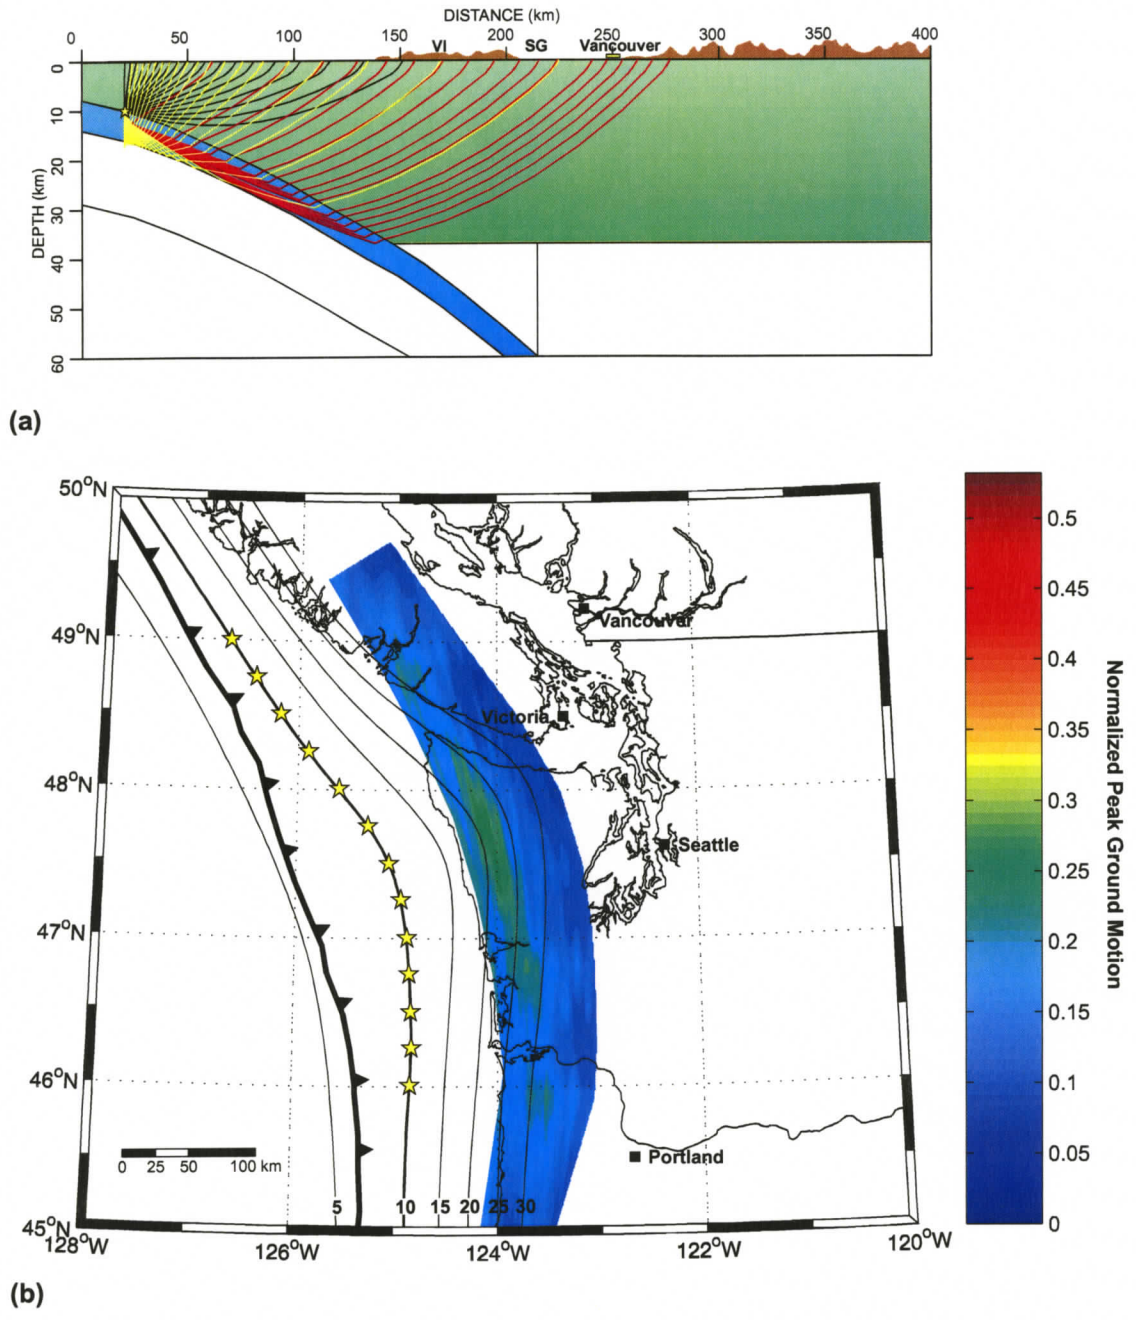 DISTANCE (km)
0 50 100 150 200 250 300 350 400
VI SG Vancouver
0
10
20
30
40
50
60
DEPTH (km)
(a)
50°N
49°N
48°N
47°N
46°N
45°N
128°W 126°W 124°W 122°W 120°W
Vancouver
Victoria
Seattle
Portland
0 25 50 100 km
5 10 15 20 25 30
0.5
0.45
0.4
0.35
0.3
0.25
0.2
0.15
0.1
0.05
0
Normalized Peak Ground Motion
(b)